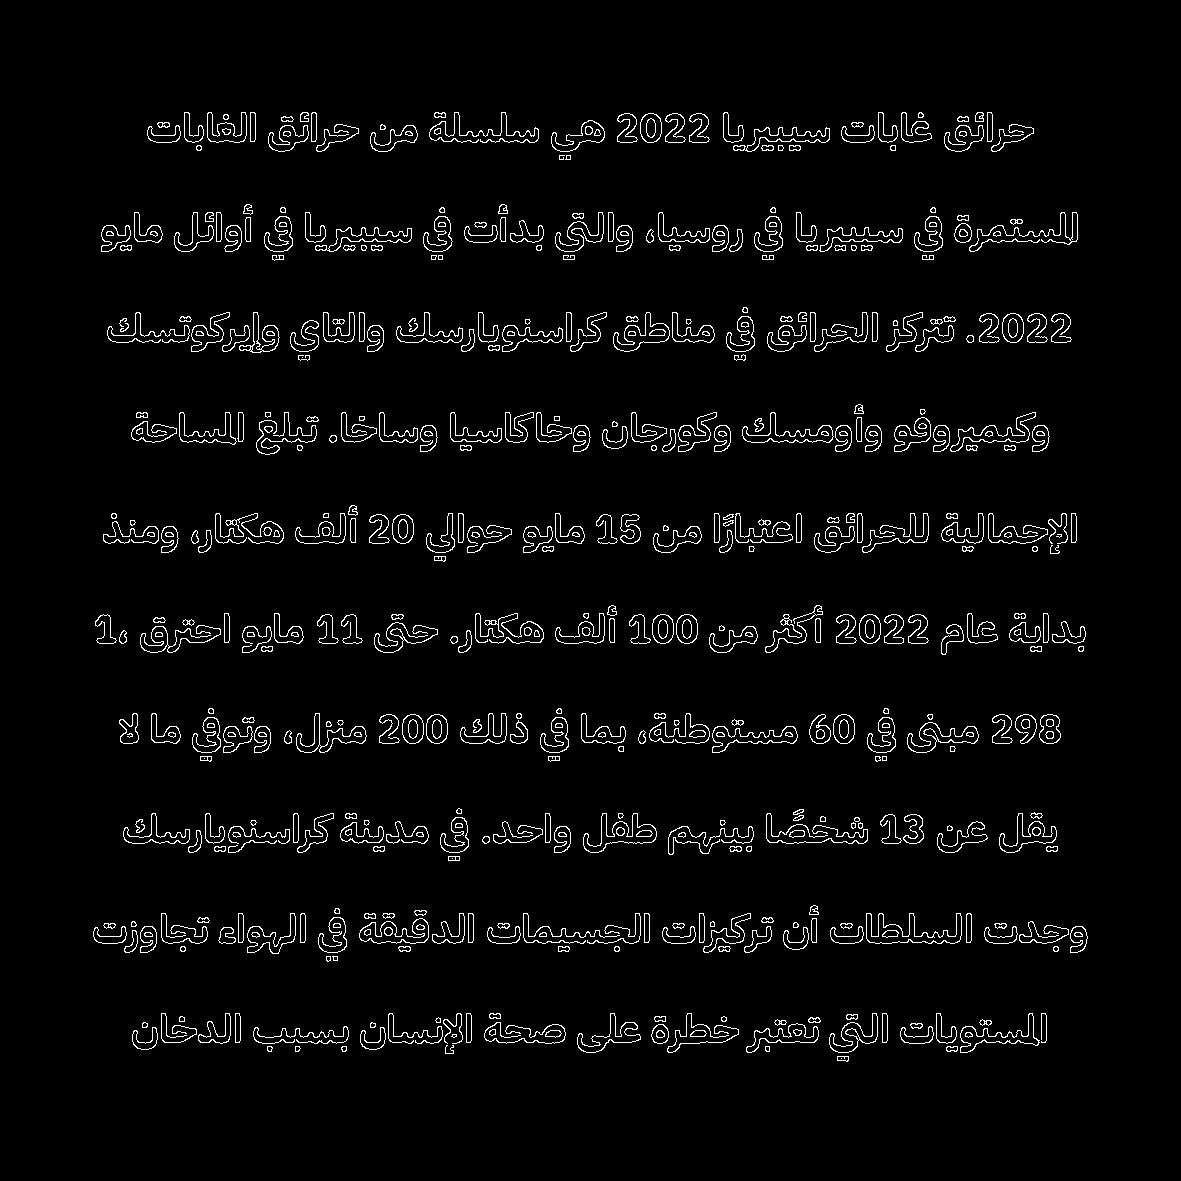 حرائق غابات سيبيريا 2022 هي سلسلة من حرائق الغابات
المستمرة في سيبيريا في روسيا، والتي بدأت في سيبيريا في أوائل مايو
2022. تتركز الحرائق في مناطق كراسنويارسك والتاي وإيركوتسك
وكيميروفو وأومسك وكورجان وخاكاسيا وساخا. تبلغ المساحة
الإجمالية للحرائق اعتبارًا من 15 مايو حوالي 20 ألف هكتار، ومنذ
بداية عام 2022 أكثر من 100 ألف هكتار. حتى 11 مايو احترق 1،
298 مبنى في 60 مستوطنة، بما في ذلك 200 منزل، وتوفي ما لا
يقل عن 13 شخصًا بينهم طفل واحد. في مدينة كراسنويارسك
وجدت السلطات أن تركيزات الجسيمات الدقيقة في الهواء تجاوزت
المستويات التي تعتبر خطرة على صحة الإنسان بسبب الدخان